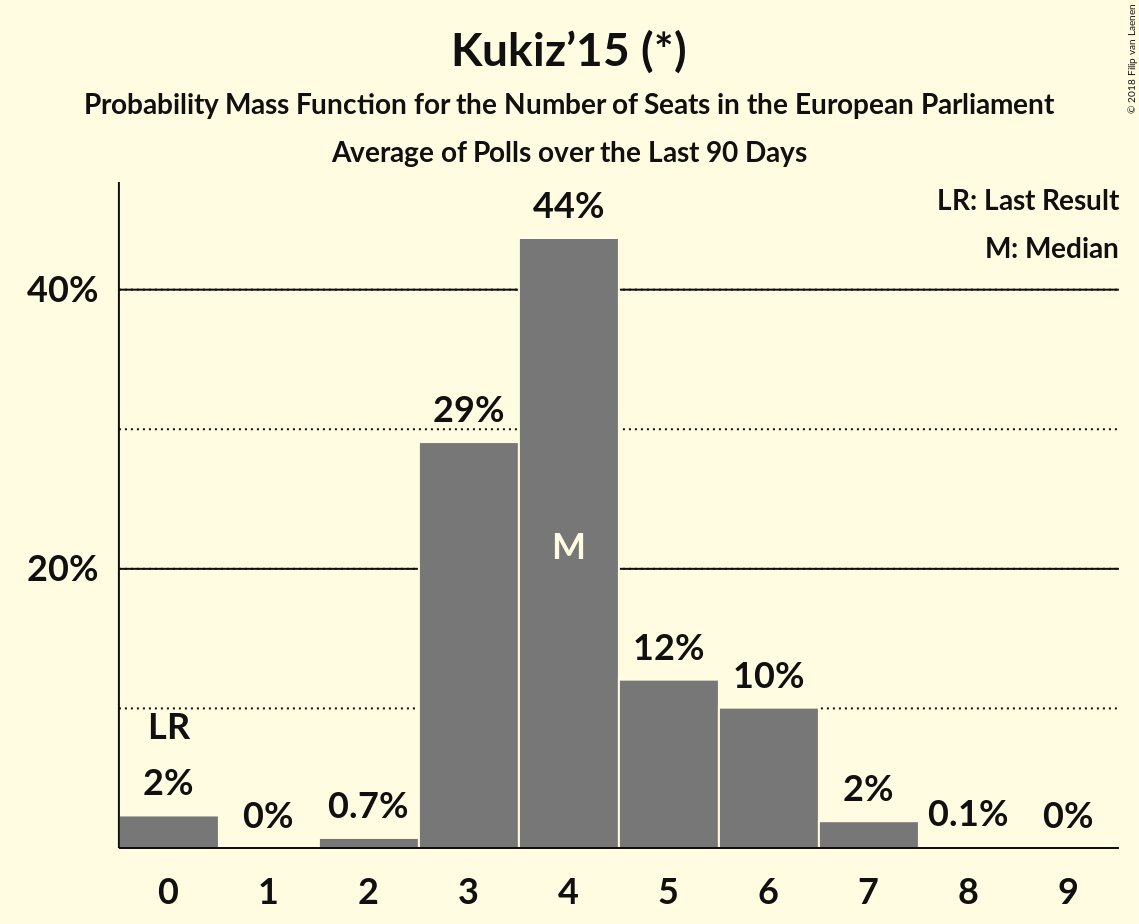 Kukiz’15 (*)
Probability Mass Function for the Number of Seats in the European Parliament
Average of Polls over the Last 90 Days
© 2018 Filip van Laenen
LR: Last Result
M: Median
44%
40%
29%
M
20%
12%
10%
LR
2%
0%
0.7%
2%
0.1%
0%
0 1 2 3 4 5 6 7 8 9